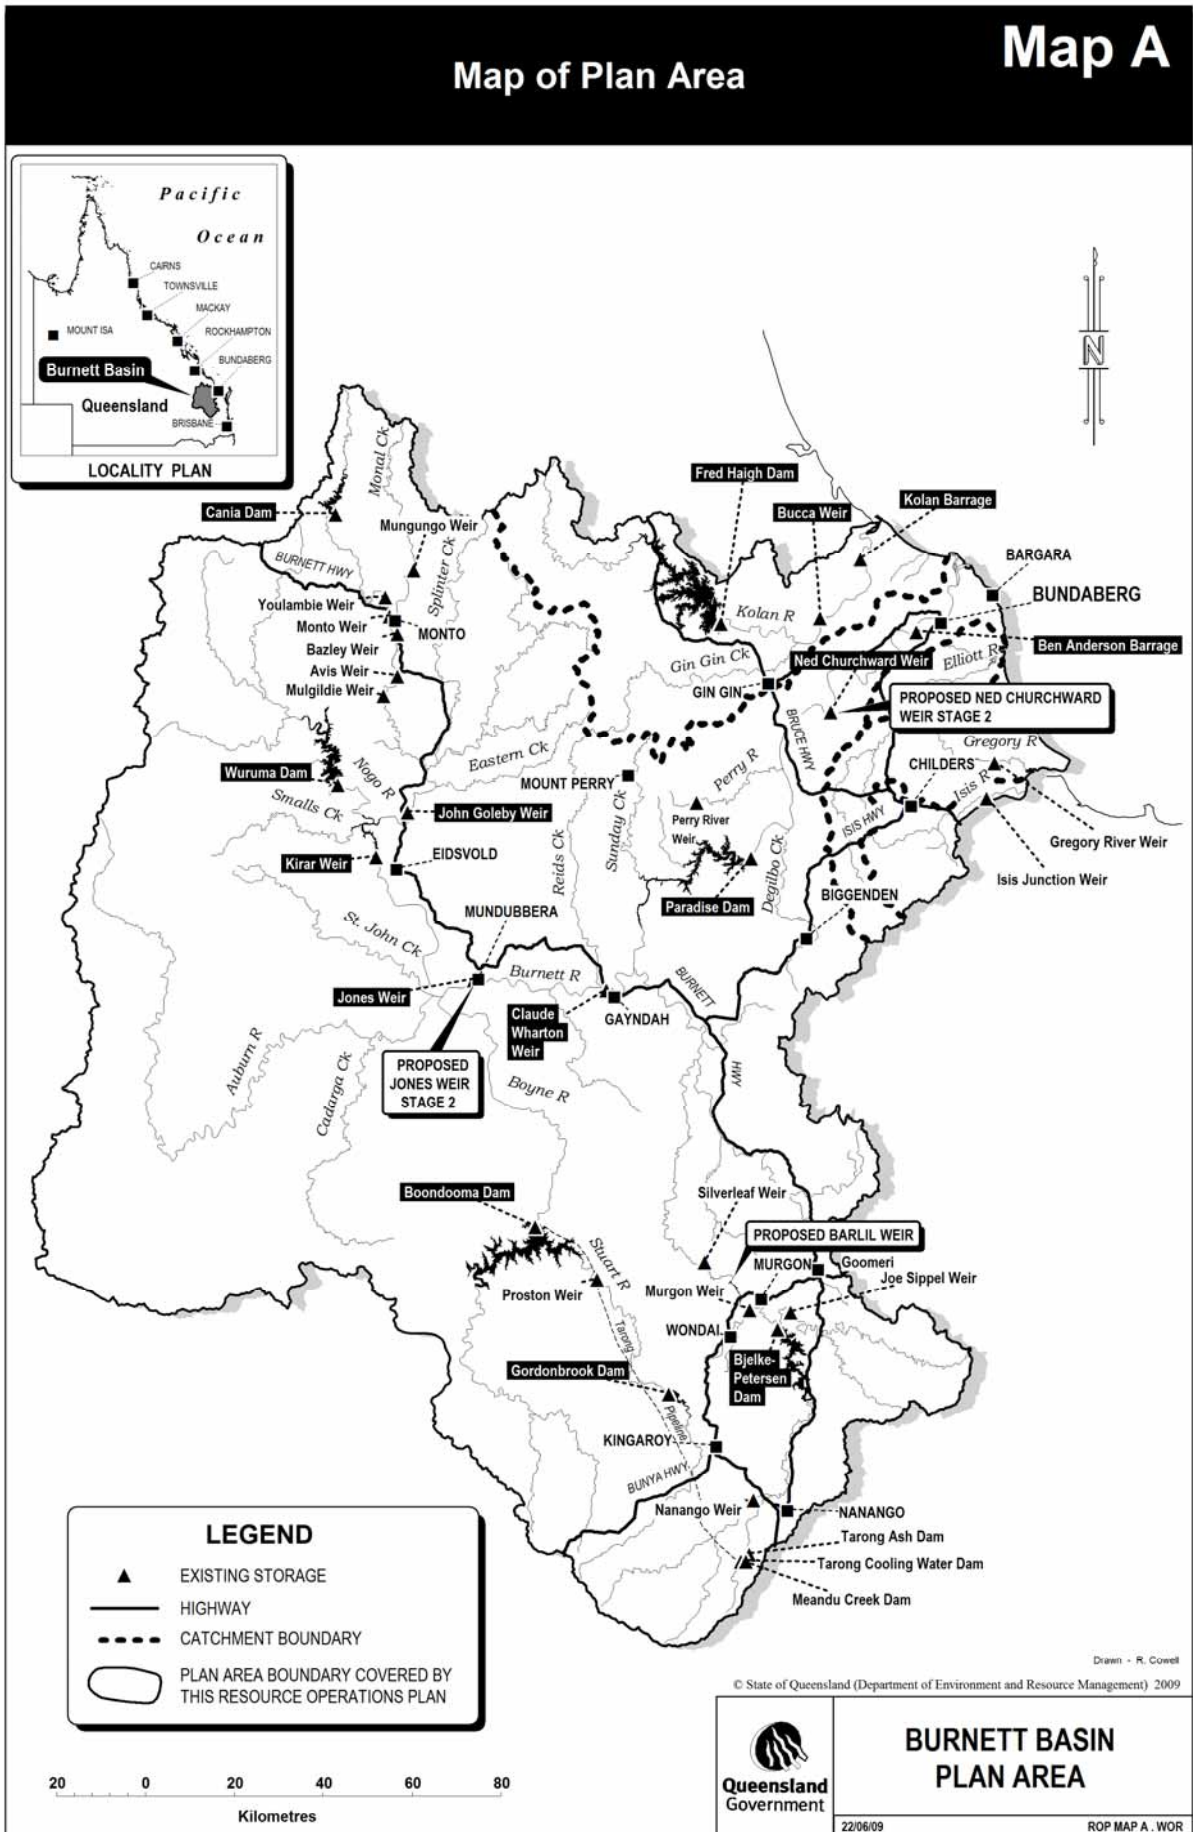 Map A
Map of Plan Area
Pacific
Ocean
CAIRNS
TOWNSVILLE
MACKAY
MOUNT ISA
ROCKHAMPTON
BUNDABERG
Burnett Basin
Queensland
BRISBANE
LOCALITY PLAN
N
Monal Ck
Fred Haigh Dam
Kolan Barrage
Cania Dam
Bucca Weir
Mungungo Weir
BURNETT HWY
Splinter Ck
BARGARA
BUNDABERG
Youlambie Weir
Kolan R
Monto Weir
MONTO
Bazley Weir
Ben Anderson Barrage
Gin Gin Ck
Ned Churchward Weir
Elliott R
Avis Weir
Mulgildie Weir
GIN GIN
PROPOSED NED CHURCHWARD
WEIR STAGE 2
BRUCE HWY
Gregory R
Eastern Ck
Nogo R
Wuruma Dam
MOUNT PERRY
Perry R
CHILDERS
Isis R
Smalls Ck
John Goleby Weir
Perry River
Weir
ISIS HWY
Sunday Ck
Reids Ck
Gregory River Weir
EIDSVOLD
Kirar Weir
Degilbo Ck
Isis Junction Weir
BIGGENDEN
Paradise Dam
MUNDUBBERA
St. John Ck
Burnett R
BURNETT
Jones Weir
Claude
Wharton
Weir
GAYNDAH
HWY
Auburn R
PROPOSED
JONES WEIR
STAGE 2
Cadarga Ck
Boyne R
Boondooma Dam
Silverleaf Weir
PROPOSED BARLIL WEIR
Stuart R
MURGON
Goomeri
Joe Sippel Weir
Proston Weir
Murgon Weir
Tarong
WONDAI
Gordonbrook Dam
Bjelke-
Petersen
Dam
Pipeline
KINGAROY
BUNYA HWY
Nanango Weir
NANANGO
Tarong Ash Dam
Tarong Cooling Water Dam
Meandu Creek Dam
LEGEND
EXISTING STORAGE
HIGHWAY
CATCHMENT BOUNDARY
PLAN AREA BOUNDARY COVERED BY
THIS RESOURCE OPERATIONS PLAN
Drawn - R. Cowell
© State of Queensland (Department of Environment and Resource Management) 2009
20 0 20 40 60 80
Kilometres
Queensland
Government
BURNETT BASIN
PLAN AREA
22/06/09
ROP MAP A . WOR